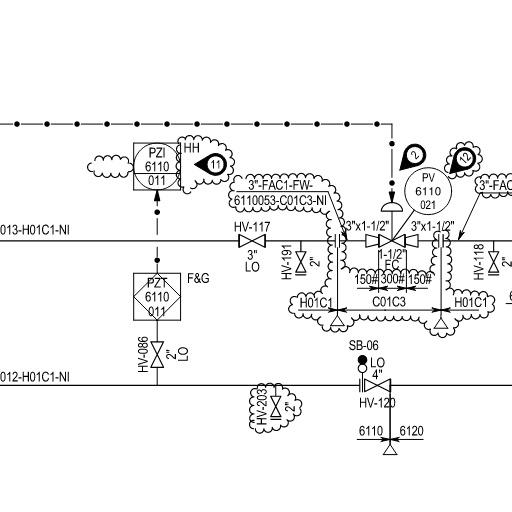 PZI
6110
011
HH
11
2
12
PV
6110
021
3"-FAC1-FW-
6110053-C01C3-NI
3"-FAC
013-H01C1-NI
HV-117
3"
LO
HV-191
2"
3"x1-1/2"
3"x1-1/2"
1-1/2"
FC
150#
300#
150#
HV-118
2"
H01C1
C01C3
H01C1
PZT
6110
011
F&G
HV-086
2"
LO
012-H01C1-NI
SB-06
LO
4"
HV-120
HV-203
2"
6110
6120